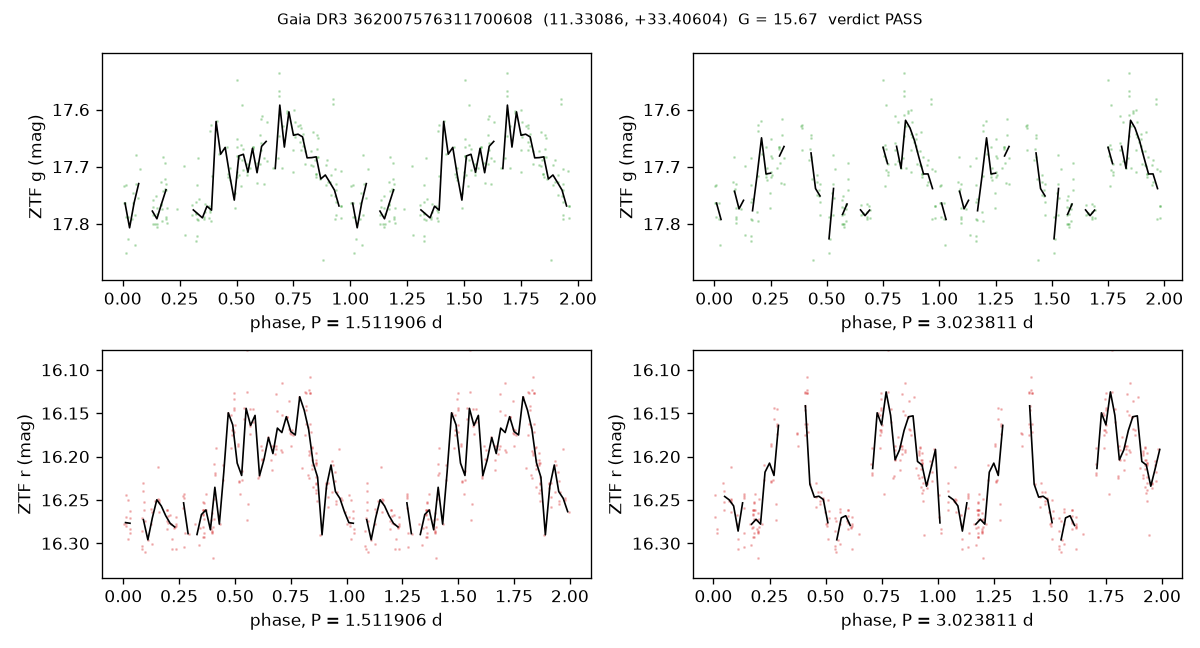 Gaia DR3 362007576311700608 (11.33086, +33.40604) G = 15.67 verdict PASS
ZTF g (mag)
17.6
17.7
17.8
0.00 0.25 0.50 0.75 1.00 1.25 1.50 1.75 2.00
phase, P = 1.511906 d
ZTF g (mag)
17.6
17.7
17.8
0.00 0.25 0.50 0.75 1.00 1.25 1.50 1.75 2.00
phase, P = 3.023811 d
ZTF r (mag)
16.10
16.15
16.20
16.25
16.30
0.00 0.25 0.50 0.75 1.00 1.25 1.50 1.75 2.00
phase, P = 1.511906 d
ZTF r (mag)
16.10
16.15
16.20
16.25
16.30
0.00 0.25 0.50 0.75 1.00 1.25 1.50 1.75 2.00
phase, P = 3.023811 d